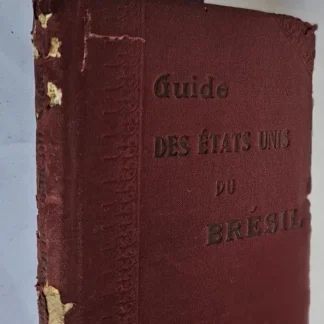 Guide
DES ÉTATS UNIS
DU
BRÉSIL